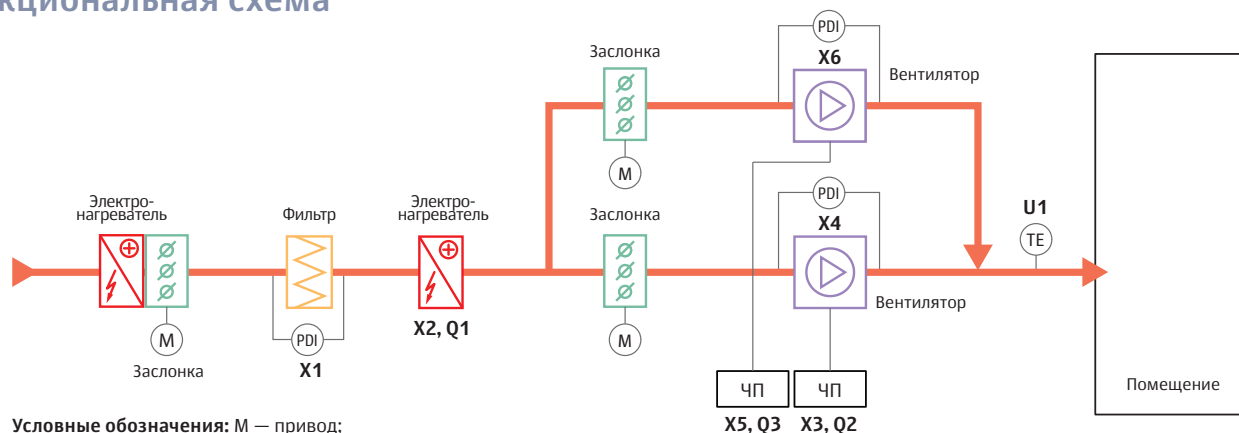 кциональная схема
PDI
X6
Заслонка
Вентилятор
M
Электро-
нагреватель
Фильтр
Электро-
нагреватель
Заслонка
PDI
X4
U1
TE
M
PDI
X1
X2, Q1
M
Вентилятор
Заслонка
ЧП
ЧП
Помещение
X5, Q3
X3, Q2
Условные обозначения: М — привод;